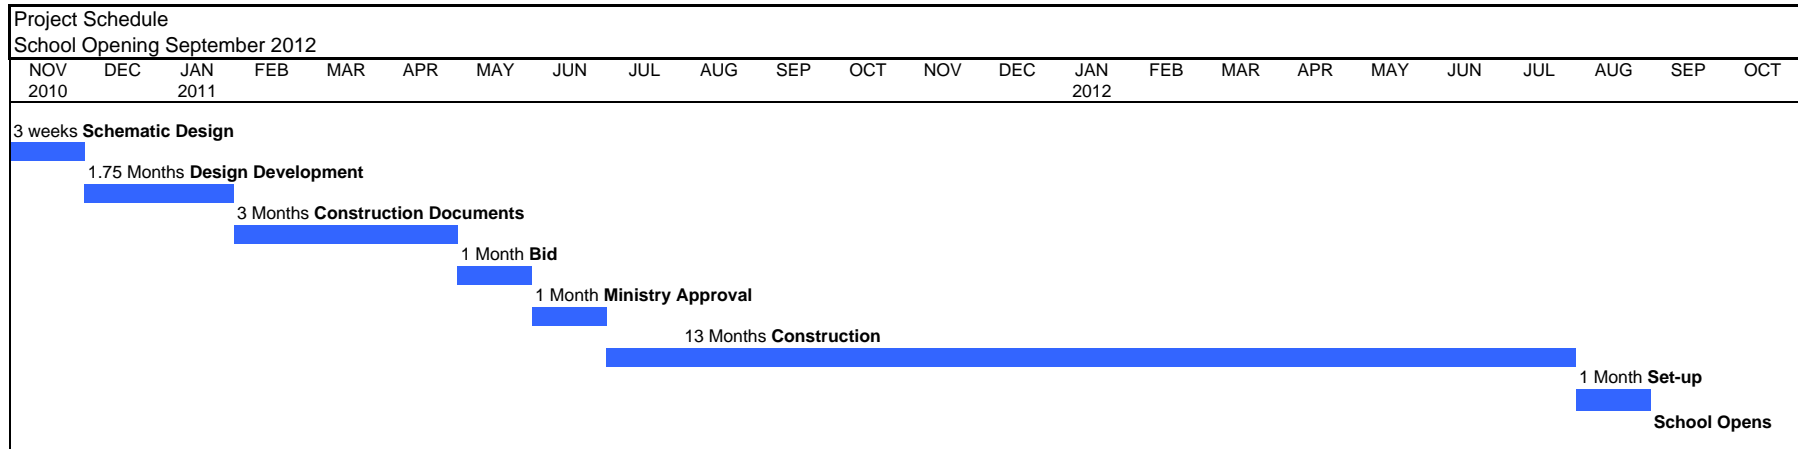 Project Schedule
School Opening September 2012
NOV DEC JAN FEB MAR APR MAY JUN JUL AUG SEP OCT NOV DEC JAN FEB MAR APR MAY JUN JUL AUG SEP OCT
2010 2011 2012
3 weeks Schematic Design
1.75 Months Design Development
3 Months Construction Documents
1 Month Bid
1 Month Ministry Approval
13 Months Construction
1 Month Set-up
School Opens